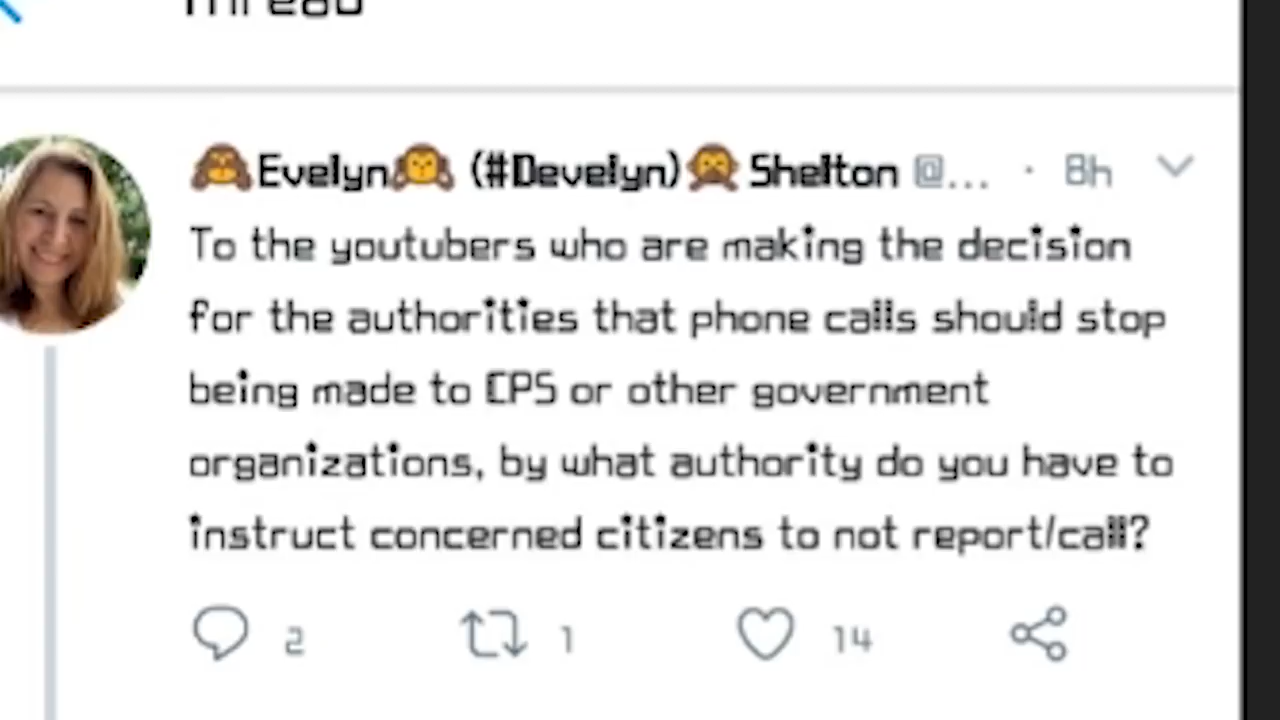 Thread
🙈Evelyn🙉 (#Develyn)🙊 Shelton @... · 8h
To the youtubers who are making the decision
for the authorities that phone calls should stop
being made to CPS or other government
organizations, by what authority do you have to
instruct concerned citizens to not report/call?
2 1 14